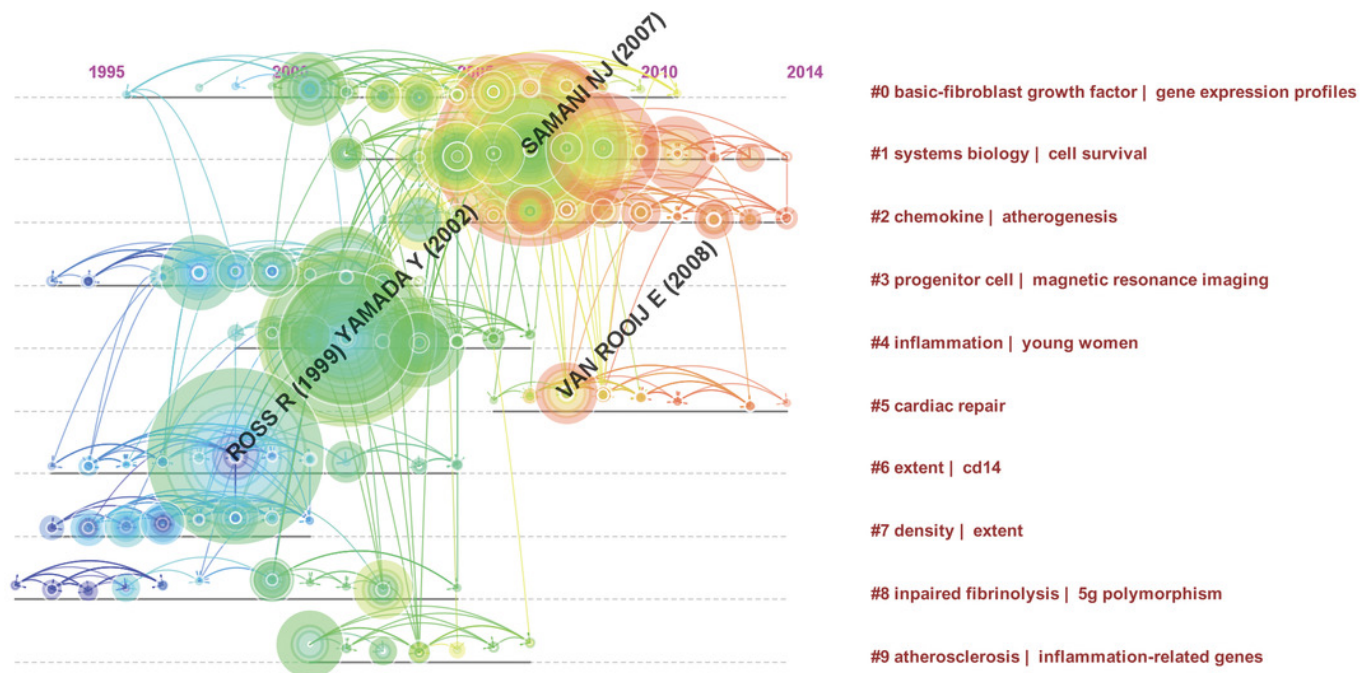 1995 2000 2005 2010 2014
SAMANI NJ (2007)
YAMADA Y (2002)
VAN ROOIJ E (2008)
ROSS R (1999)
#0 basic-fibroblast growth factor | gene expression profiles
#1 systems biology | cell survival
#2 chemokine | atherogenesis
#3 progenitor cell | magnetic resonance imaging
#4 inflammation | young women
#5 cardiac repair
#6 extent | cd14
#7 density | extent
#8 inpaired fibrinolysis | 5g polymorphism
#9 atherosclerosis | inflammation-related genes